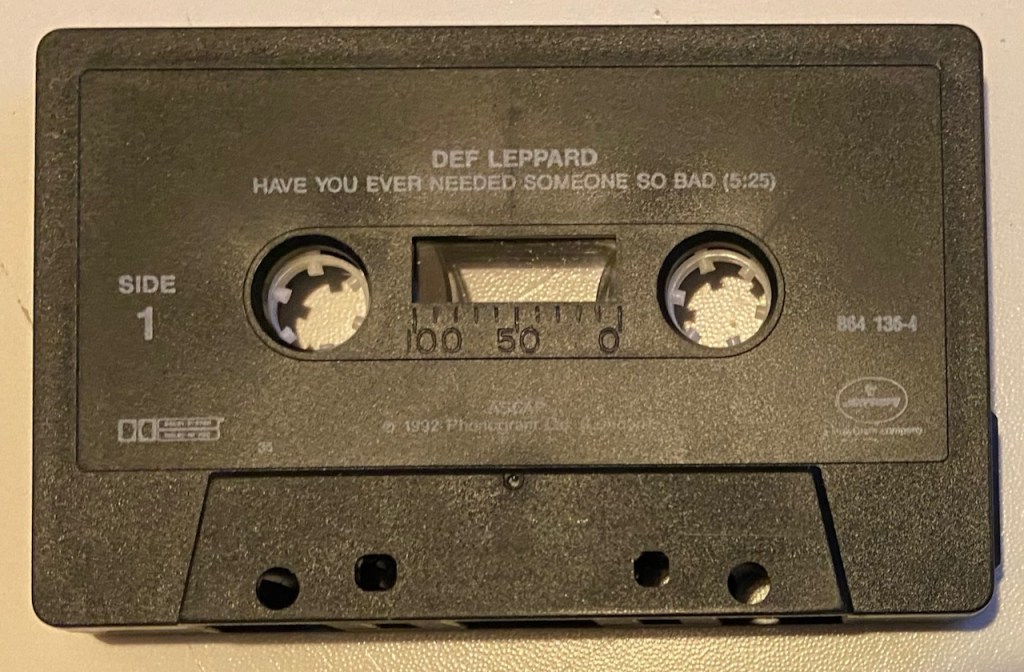 DEF LEPPARD
HAVE YOU EVER NEEDED SOMEONE SO BAD (5:25)
SIDE
1
100 50 0
864 136-4
ASCAP
℗ 1992 Phonogram Ltd.
35